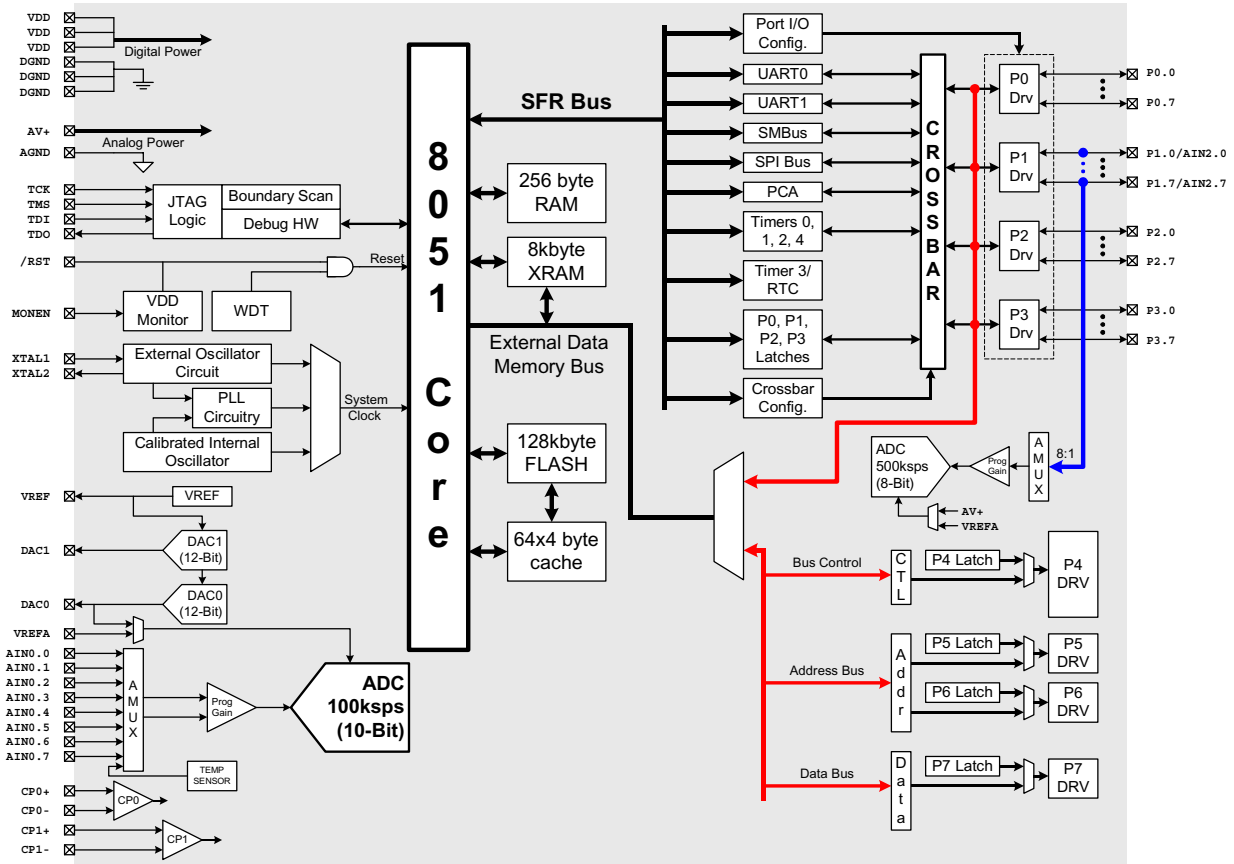 VDD
VDD
VDD
Digital Power
DGND
DGND
DGND
AV+
Analog Power
AGND
TCK
TMS
TDI
TDO
JTAG
Logic
Boundary Scan
Debug HW
/RST
Reset
VDD
Monitor
WDT
MONEN
XTAL1
XTAL2
External Oscillator
Circuit
PLL
Circuitry
Calibrated Internal
Oscillator
System
Clock
VREF
VREF
DAC1
DAC1
(12-Bit)
DAC0
DAC0
(12-Bit)
VREFA
AIN0.0
AIN0.1
AIN0.2
AIN0.3
AIN0.4
AIN0.5
AIN0.6
AIN0.7
AMUX
Prog
Gain
ADC
100ksps
(10-Bit)
TEMP
SENSOR
CP0+
CP0-
CP0
CP1+
CP1-
CP1
8051 Core
SFR Bus
256 byte
RAM
8kbyte
XRAM
External Data
Memory Bus
128kbyte
FLASH
64x4 byte
cache
Port I/O
Config.
UART0
UART1
SMBus
SPI Bus
PCA
Timers 0,
1, 2, 4
Timer 3/
RTC
P0, P1,
P2, P3
Latches
Crossbar
Config.
CROSSBAR
P0
Drv
P1
Drv
P2
Drv
P3
Drv
P0.0
P0.7
P1.0/AIN2.0
P1.7/AIN2.7
P2.0
P2.7
P3.0
P3.7
ADC
500ksps
(8-Bit)
Prog
Gain
AMUX
8:1
AV+
VREFA
Bus Control
CTL
P4 Latch
P4
DRV
Address Bus
Addr
P5 Latch
P5
DRV
P6 Latch
P6
DRV
Data Bus
Data
P7 Latch
P7
DRV